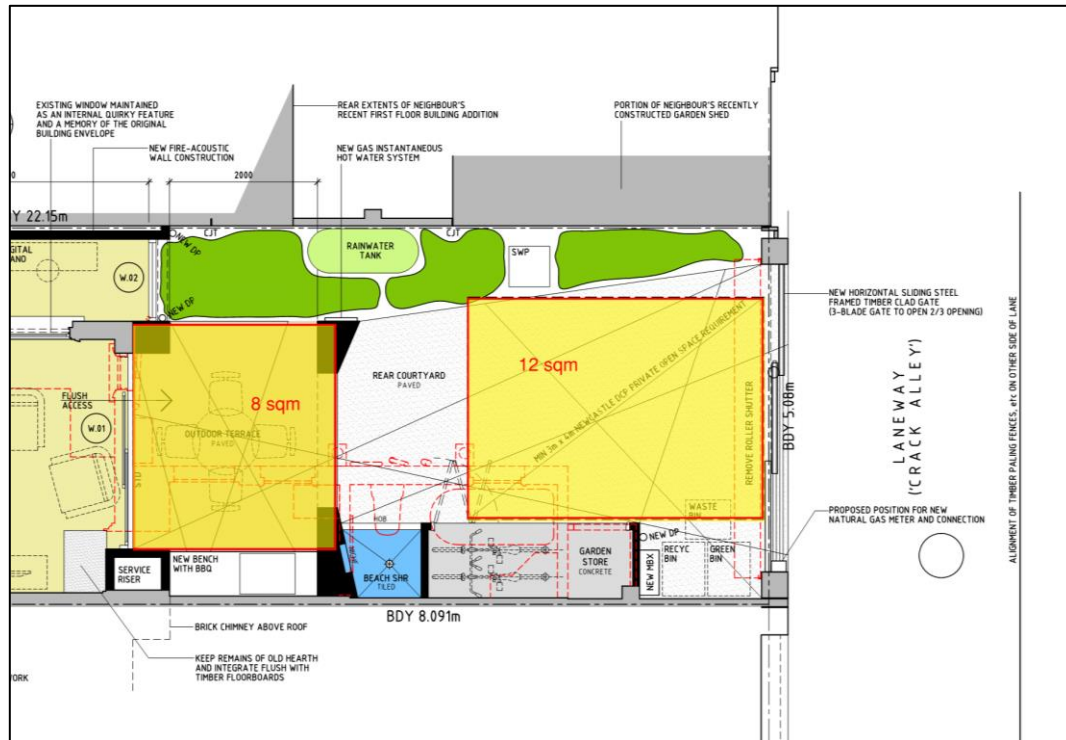 EXISTING WINDOW MAINTAINED
AS AN INTERNAL QUIRKY FEATURE
AND A MEMORY OF THE ORIGINAL
BUILDING ENVELOPE
REAR EXTENTS OF NEIGHBOUR'S
RECENT FIRST FLOOR BUILDING ADDITION
PORTION OF NEIGHBOUR'S RECENTLY
CONSTRUCTED GARDEN SHED
NEW FIRE-ACOUSTIC
WALL CONSTRUCTION
NEW GAS INSTANTANEOUS
HOT WATER SYSTEM
2000
Y 22.15m
CJT
CJT
NEW DP
RAINWATER
TANK
SWP
GITAL
AND
W.02
NEW DP
NEW HORIZONTAL SLIDING STEEL
FRAMED TIMBER CLAD GATE
(3-BLADE GATE TO OPEN 2/3 OPENING)
12 sqm
MIN 3m x 4m NEWCASTLE DCP PRIVATE OPEN SPACE REQUIREMENT
REAR COURTYARD
PAVED
FLUSH
ACCESS
8 sqm
W.01
OUTDOOR TERRACE
PAVED
REMOVE ROLLER SHUTTER
BDY 5.08m
LANEWAY
('CRACK ALLEY')
ALIGNMENT OF TIMBER PALING FENCES, etc ON OTHER SIDE OF LANE
WASTE
BIN
PROPOSED POSITION FOR NEW
NATURAL GAS METER AND CONNECTION
HOB
NEW DP
SERVICE
RISER
NEW BENCH
WITH BBQ
BEACH SHR
TILED
GARDEN
STORE
CONCRETE
NEW MBX
RECYC
BIN
GREEN
BIN
BDY 8.091m
BRICK CHIMNEY ABOVE ROOF
KEEP REMAINS OF OLD HEARTH
AND INTEGRATE FLUSH WITH
TIMBER FLOORBOARDS
ORK